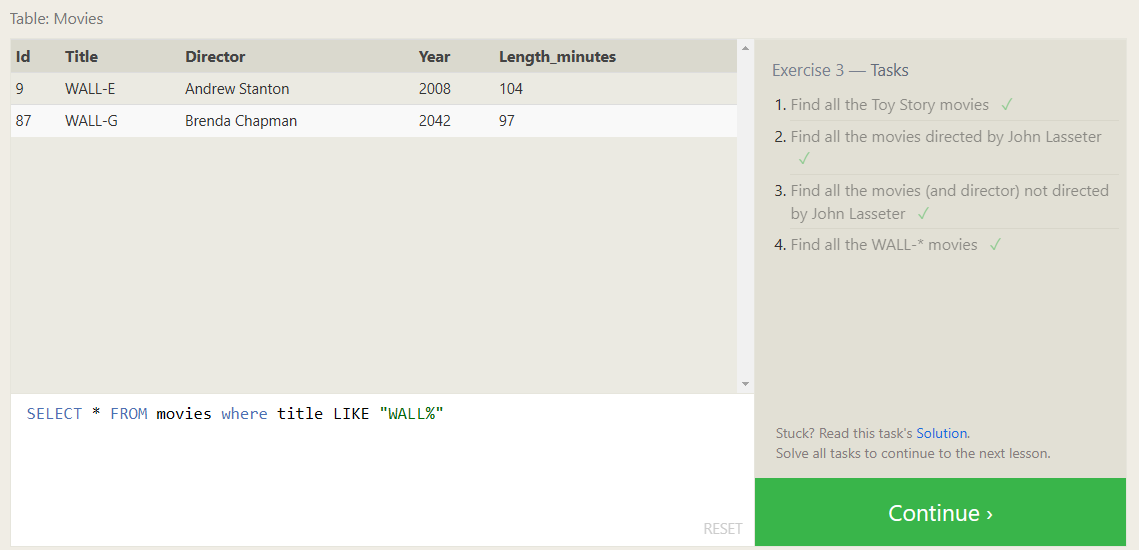 Table: Movies
Id Title Director Year Length_minutes
9 WALL-E Andrew Stanton 2008 104
87 WALL-G Brenda Chapman 2042 97
SELECT * FROM movies where title LIKE "WALL%"
RESET
Exercise 3 — Tasks
1. Find all the Toy Story movies ✓
2. Find all the movies directed by John Lasseter
✓
3. Find all the movies (and director) not directed
by John Lasseter ✓
4. Find all the WALL-* movies ✓
Stuck? Read this task's Solution.
Solve all tasks to continue to the next lesson.
Continue ›